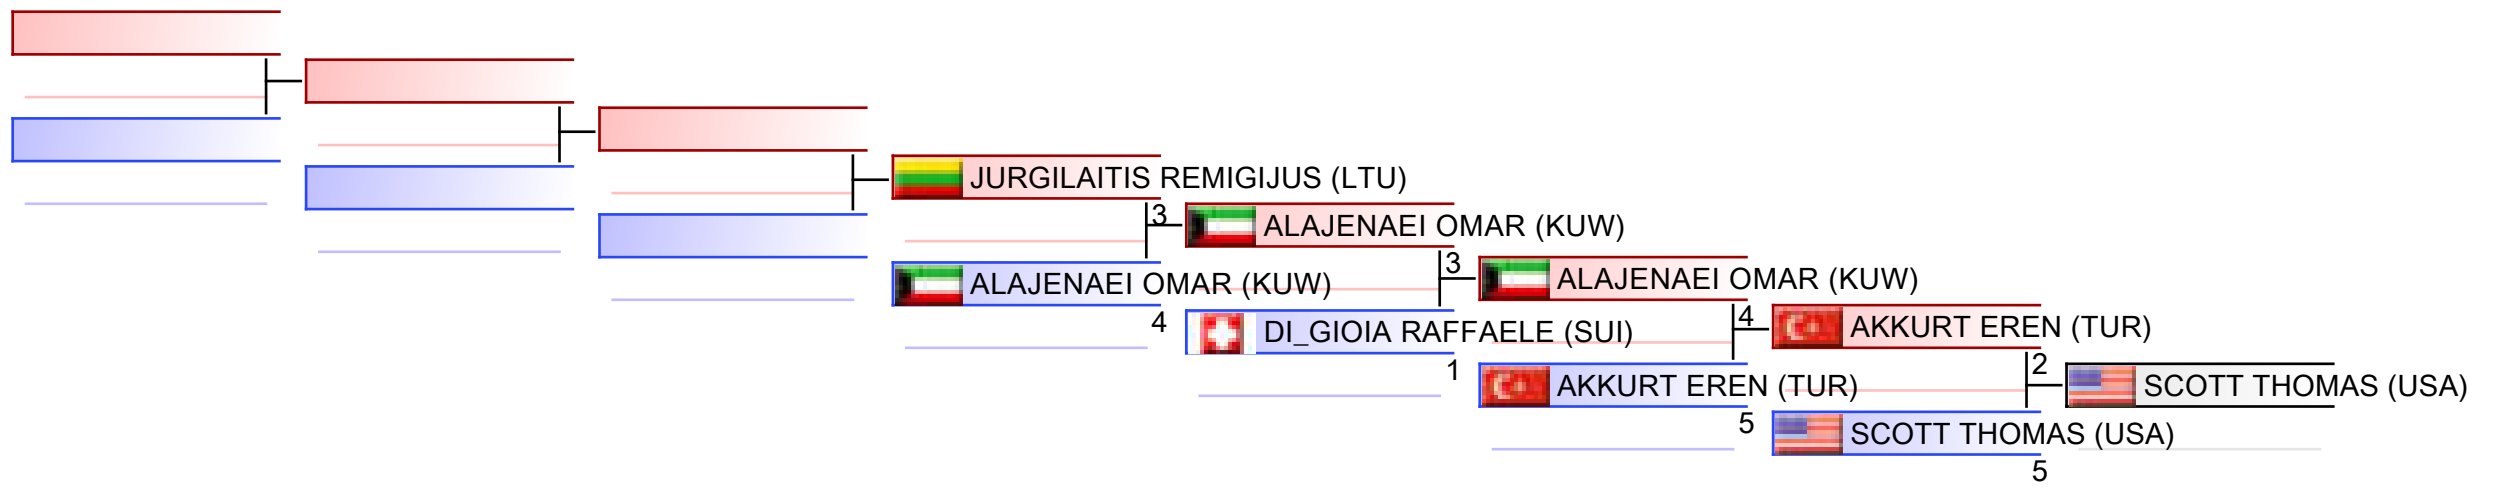 JURGILAITIS REMIGIJUS (LTU)
3
ALAJENAEI OMAR (KUW)
ALAJENAEI OMAR (KUW)
4
3
DI_GIOIA RAFFAELE (SUI)
1
ALAJENAEI OMAR (KUW)
4
AKKURT EREN (TUR)
5
AKKURT EREN (TUR)
2
SCOTT THOMAS (USA)
5
SCOTT THOMAS (USA)